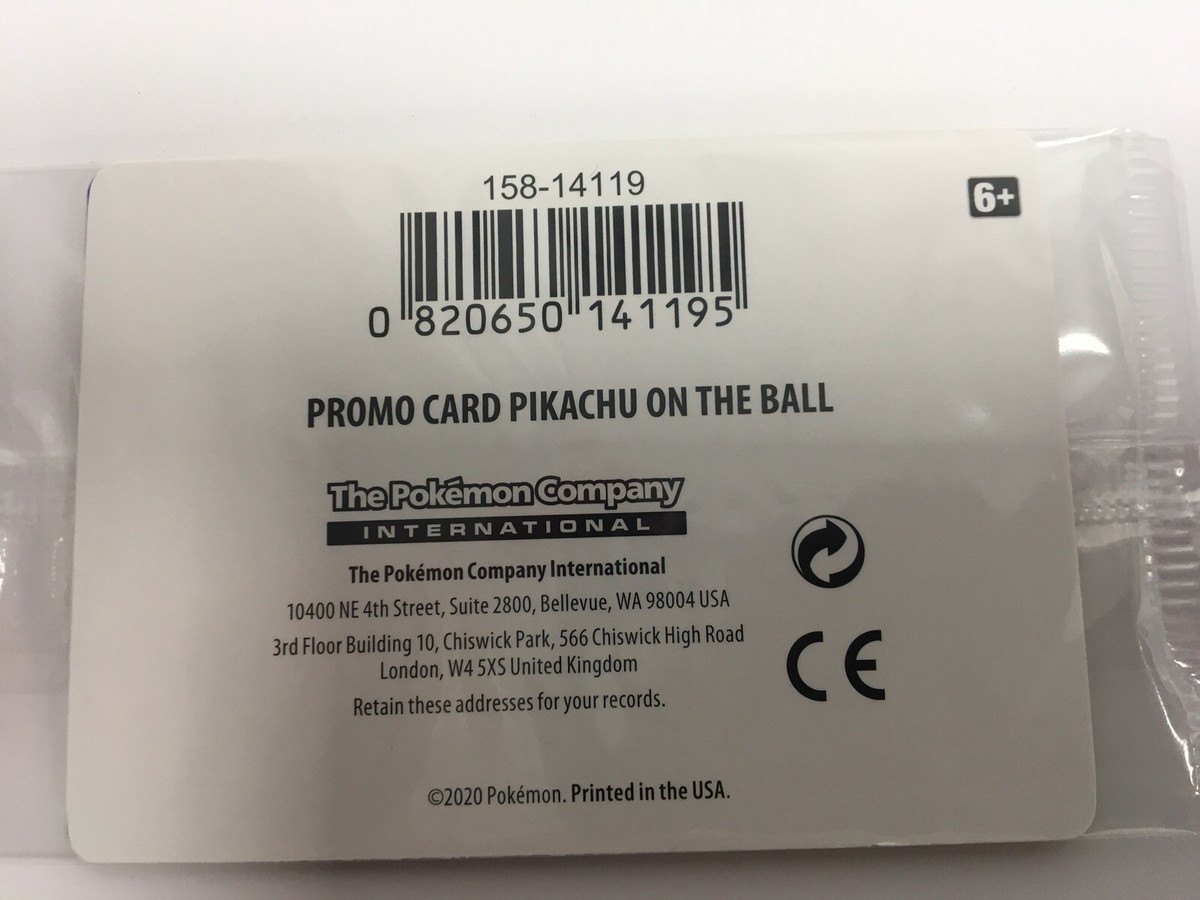 158-14119
6+
0 820650 141195
PROMO CARD PIKACHU ON THE BALL
The Pokémon Company
INTERNATIONAL
The Pokémon Company International
10400 NE 4th Street, Suite 2800, Bellevue, WA 98004 USA
3rd Floor Building 10, Chiswick Park, 566 Chiswick High Road
London, W4 5XS United Kingdom
Retain these addresses for your records.
CE
©2020 Pokémon. Printed in the USA.